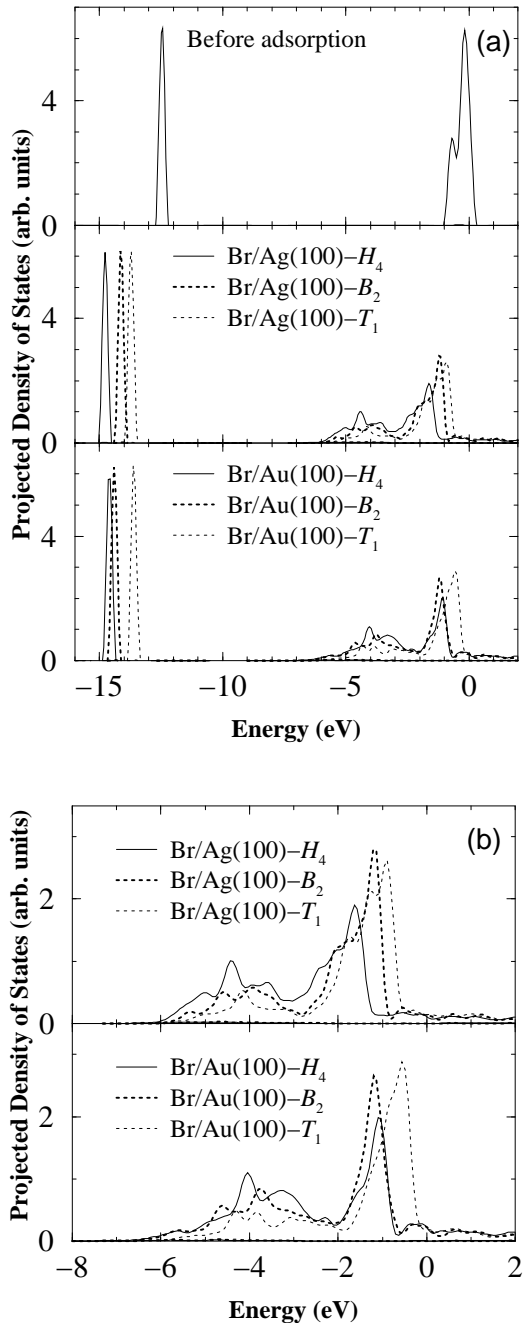 Before adsorption
(a)
4
0
Br/Ag(100)–H4
Br/Ag(100)–B2
Br/Ag(100)–T1
4
0
Br/Au(100)–H4
Br/Au(100)–B2
Br/Au(100)–T1
4
0
−15
−10
−5
0
Energy (eV)
Projected Density of States (arb. units)
(b)
Br/Ag(100)–H4
Br/Ag(100)–B2
Br/Ag(100)–T1
2
0
Br/Au(100)–H4
Br/Au(100)–B2
Br/Au(100)–T1
2
0
−8
−6
−4
−2
0
2
Energy (eV)
Projected Density of States (arb. units)